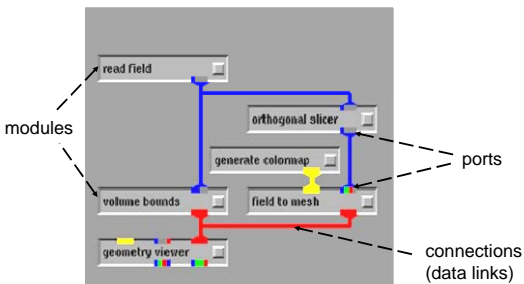 read field
orthogonal slicer
modules
generate colormap
ports
volume bounds
field to mesh
geometry viewer
connections
(data links)